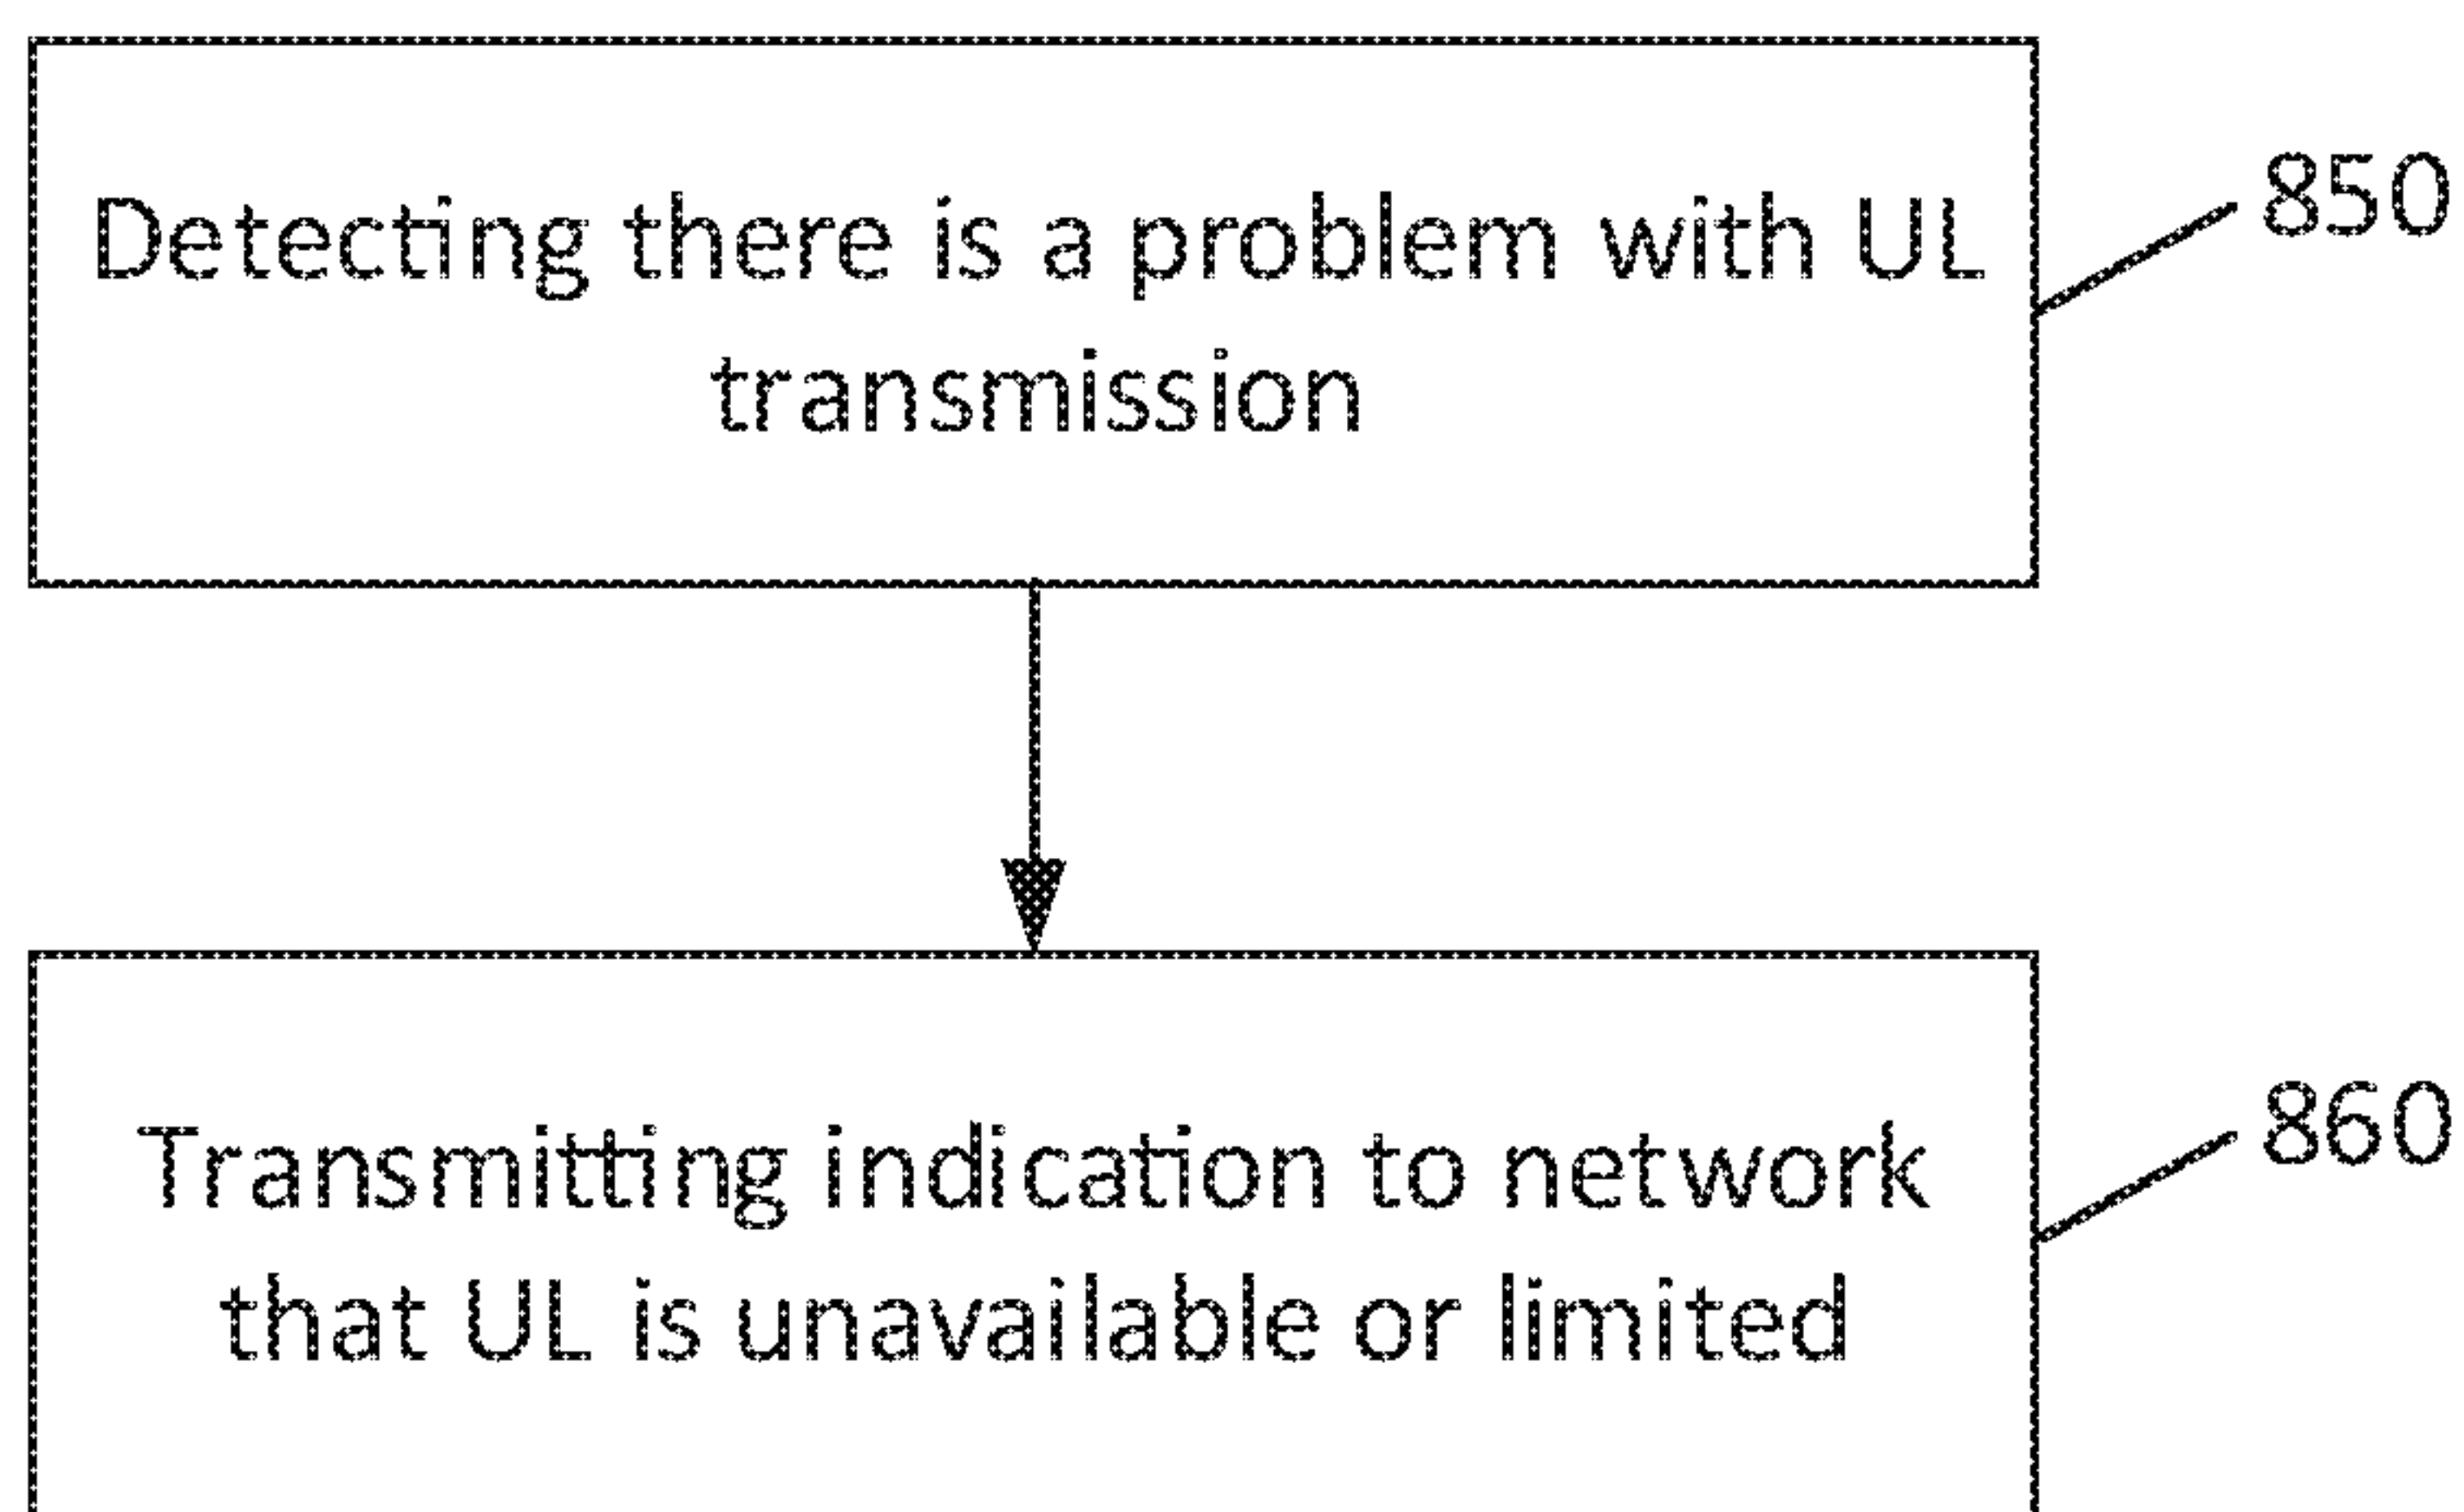 Detecting there is a problem with UL
transmission
850
Transmitting indication to network
that UL is unavailable or limited
860